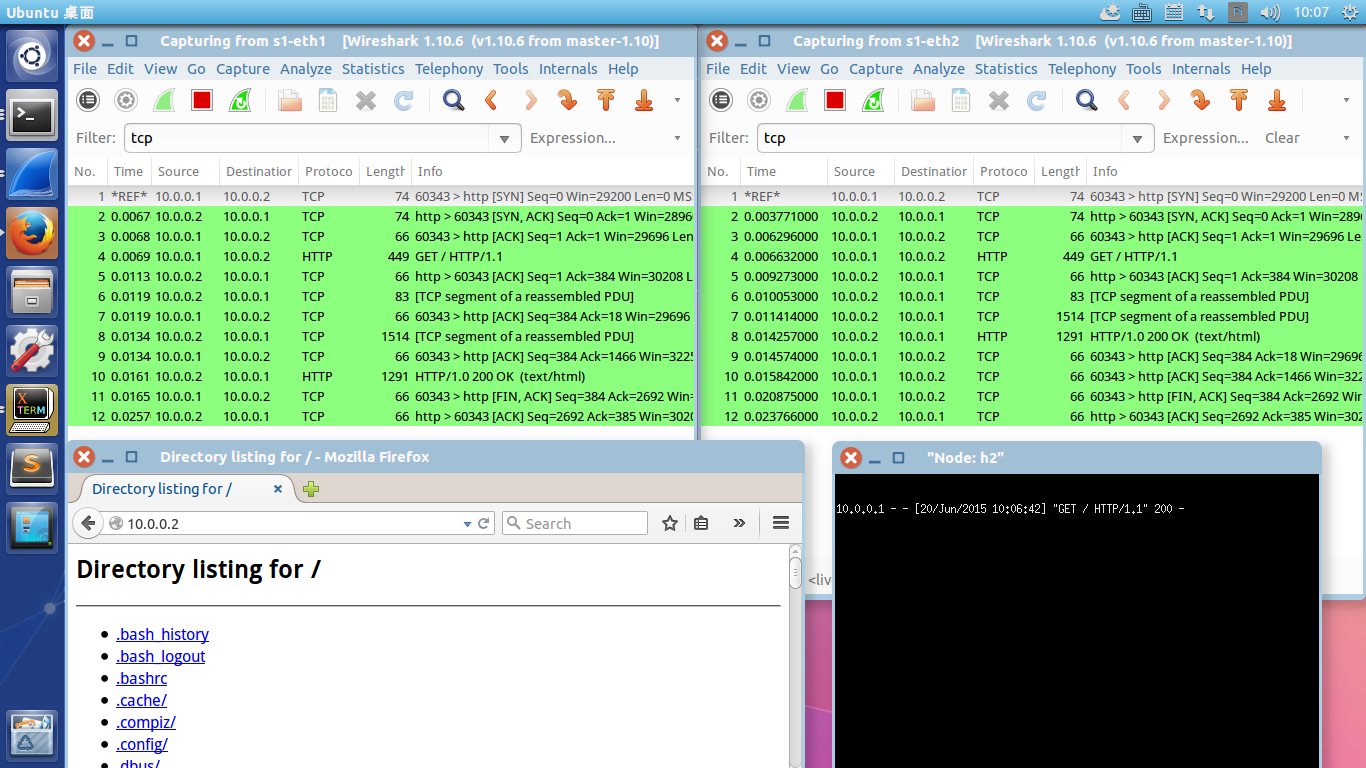 Ubuntu 桌面
10:07
Capturing from s1-eth1 [Wireshark 1.10.6 (v1.10.6 from master-1.10)]
File Edit View Go Capture Analyze Statistics Telephony Tools Internals Help
Filter: tcp Expression...
No. Time Source Destination Protoco Length Info
1 *REF* 10.0.0.1 10.0.0.2 TCP 74 60343 > http [SYN] Seq=0 Win=29200 Len=0 MS
2 0.0067 10.0.0.2 10.0.0.1 TCP 74 http > 60343 [SYN, ACK] Seq=0 Ack=1 Win=2896
3 0.0068 10.0.0.1 10.0.0.2 TCP 66 60343 > http [ACK] Seq=1 Ack=1 Win=29696 Len
4 0.0069 10.0.0.1 10.0.0.2 HTTP 449 GET / HTTP/1.1
5 0.0113 10.0.0.2 10.0.0.1 TCP 66 http > 60343 [ACK] Seq=1 Ack=384 Win=30208 L
6 0.0119 10.0.0.2 10.0.0.1 TCP 83 [TCP segment of a reassembled PDU]
7 0.0119 10.0.0.1 10.0.0.2 TCP 66 60343 > http [ACK] Seq=384 Ack=18 Win=29696
8 0.0134 10.0.0.2 10.0.0.1 TCP 1514 [TCP segment of a reassembled PDU]
9 0.0134 10.0.0.1 10.0.0.2 TCP 66 60343 > http [ACK] Seq=384 Ack=1466 Win=3225
10 0.0161 10.0.0.2 10.0.0.1 HTTP 1291 HTTP/1.0 200 OK (text/html)
11 0.0165 10.0.0.1 10.0.0.2 TCP 66 60343 > http [FIN, ACK] Seq=384 Ack=2692 Win=
12 0.0257 10.0.0.2 10.0.0.1 TCP 66 http > 60343 [ACK] Seq=2692 Ack=385 Win=3020
Capturing from s1-eth2 [Wireshark 1.10.6 (v1.10.6 from master-1.10)]
File Edit View Go Capture Analyze Statistics Telephony Tools Internals Help
Filter: tcp Expression... Clear
No. Time Source Destination Protoco Length Info
1 *REF* 10.0.0.1 10.0.0.2 TCP 74 60343 > http [SYN] Seq=0 Win=29200 Len=0 MS
2 0.003771000 10.0.0.2 10.0.0.1 TCP 74 http > 60343 [SYN, ACK] Seq=0 Ack=1 Win=2896
3 0.006296000 10.0.0.1 10.0.0.2 TCP 66 60343 > http [ACK] Seq=1 Ack=1 Win=29696 Le
4 0.006632000 10.0.0.1 10.0.0.2 HTTP 449 GET / HTTP/1.1
5 0.009273000 10.0.0.2 10.0.0.1 TCP 66 http > 60343 [ACK] Seq=1 Ack=384 Win=30208
6 0.010053000 10.0.0.2 10.0.0.1 TCP 83 [TCP segment of a reassembled PDU]
7 0.011414000 10.0.0.2 10.0.0.1 TCP 1514 [TCP segment of a reassembled PDU]
8 0.014257000 10.0.0.2 10.0.0.1 HTTP 1291 HTTP/1.0 200 OK (text/html)
9 0.014574000 10.0.0.1 10.0.0.2 TCP 66 60343 > http [ACK] Seq=384 Ack=18 Win=29696
10 0.015842000 10.0.0.1 10.0.0.2 TCP 66 60343 > http [ACK] Seq=384 Ack=1466 Win=322
11 0.020875000 10.0.0.1 10.0.0.2 TCP 66 60343 > http [FIN, ACK] Seq=384 Ack=2692 Wir
12 0.023766000 10.0.0.2 10.0.0.1 TCP 66 http > 60343 [ACK] Seq=2692 Ack=385 Win=302
Directory listing for / - Mozilla Firefox
Directory listing for /
10.0.0.2 Search
Directory listing for /
.bash_history
.bash_logout
.bashrc
.cache/
.compiz/
.config/
.dbus/
<liv
"Node: h2"
10.0.0.1 - - [20/Jun/2015 10:06:42] "GET / HTTP/1.1" 200 -
X
TERM